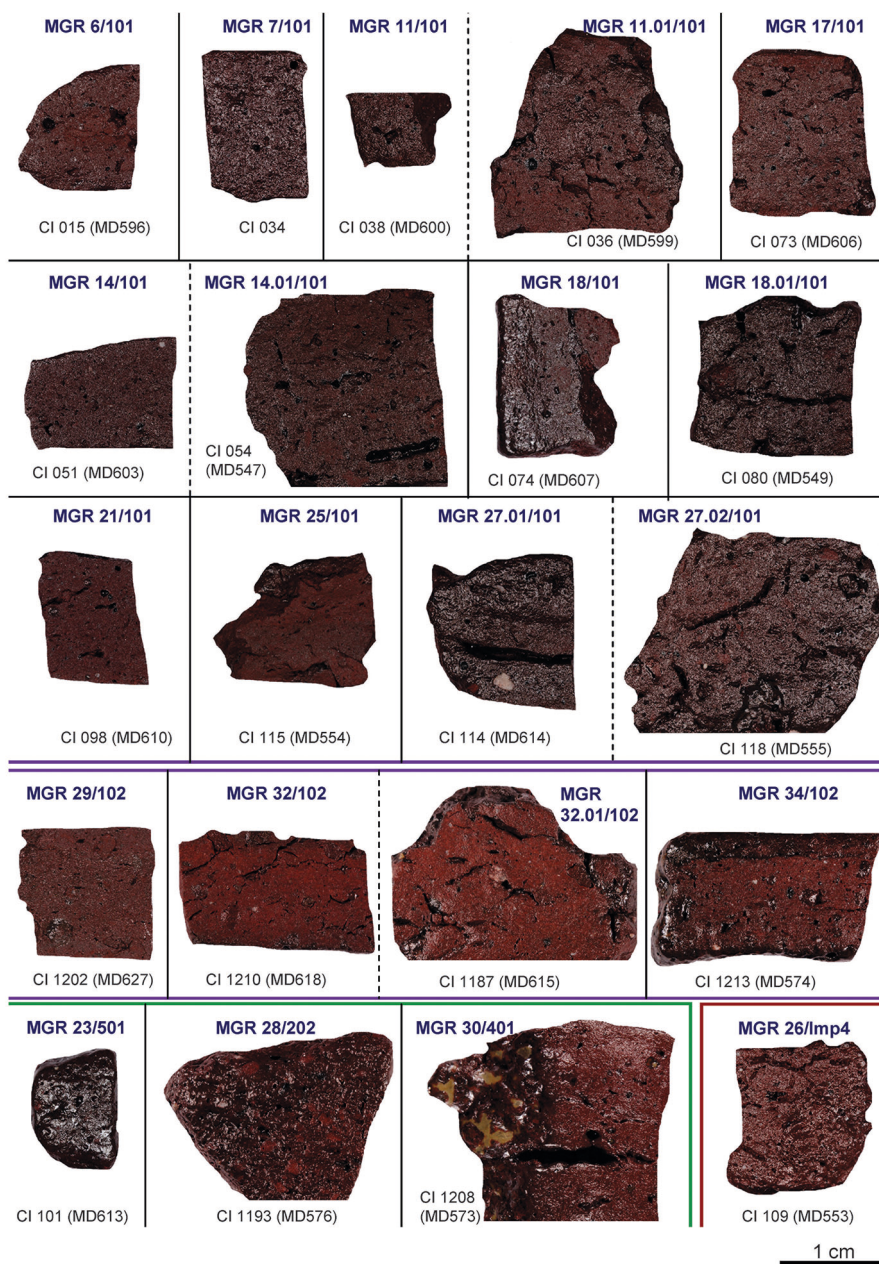 MGR 6/101
MGR 7/101
MGR 11/101
MGR 11.01/101
MGR 17/101
CI 015 (MD596)
CI 034
CI 038 (MD600)
CI 036 (MD599)
CI 073 (MD606)
MGR 14/101
MGR 14.01/101
MGR 18/101
MGR 18.01/101
CI 051 (MD603)
CI 054
(MD547)
CI 074 (MD607)
CI 080 (MD549)
MGR 21/101
MGR 25/101
MGR 27.01/101
MGR 27.02/101
CI 098 (MD610)
CI 115 (MD554)
CI 114 (MD614)
CI 118 (MD555)
MGR 29/102
MGR 32/102
MGR
32.01/102
MGR 34/102
CI 1202 (MD627)
CI 1210 (MD618)
CI 1187 (MD615)
CI 1213 (MD574)
MGR 23/501
MGR 28/202
MGR 30/401
MGR 26/Imp4
CI 101 (MD613)
CI 1193 (MD576)
CI 1208
(MD573)
CI 109 (MD553)
1 cm